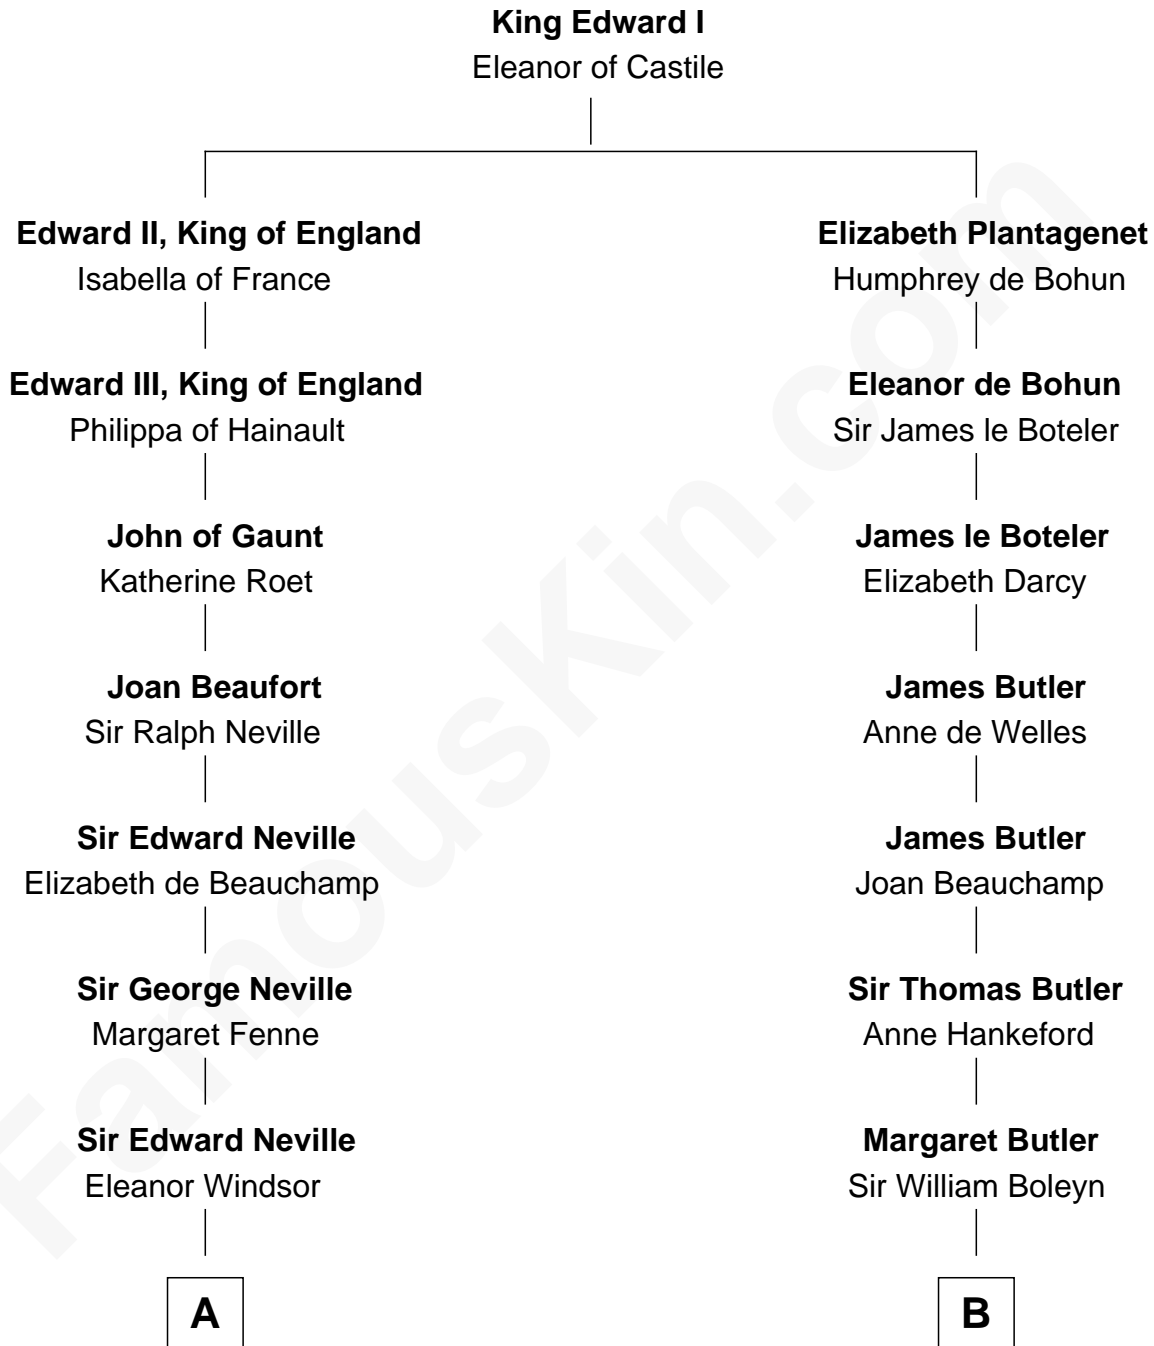 King Edward I
Eleanor of Castile
Edward II, King of England
Isabella of France
Edward III, King of England
Philippa of Hainault
John of Gaunt
Katherine Roet
Joan Beaufort
Sir Ralph Neville
Sir Edward Neville
Elizabeth de Beauchamp
Sir George Neville
Margaret Fenne
Sir Edward Neville
Eleanor Windsor
A
Elizabeth Plantagenet
Humphrey de Bohun
Eleanor de Bohun
Sir James le Boteler
James le Boteler
Elizabeth Darcy
James Butler
Anne de Welles
James Butler
Joan Beauchamp
Sir Thomas Butler
Anne Hankeford
Margaret Butler
Sir William Boleyn
B
FamousKin.com